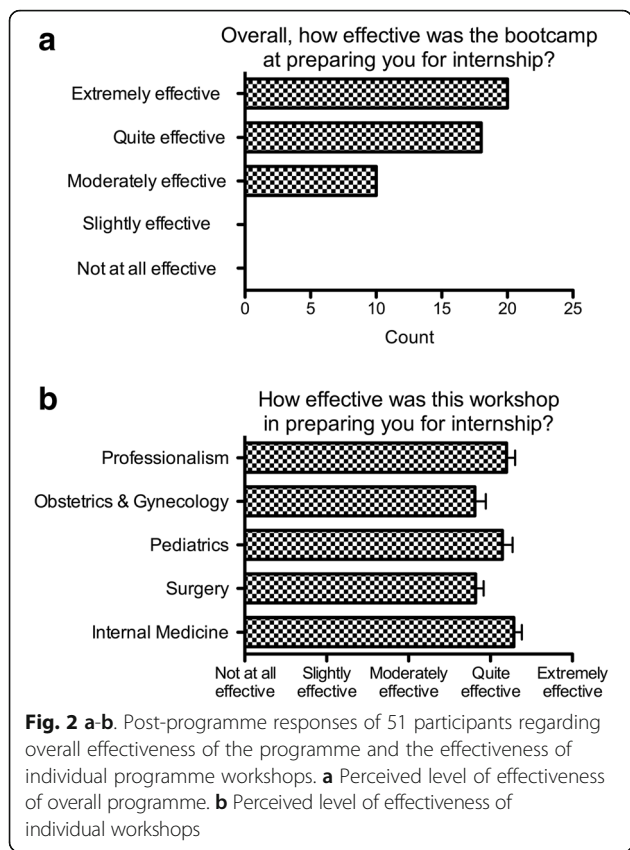 a
Overall, how effective was the bootcamp
at preparing you for internship?
Extremely effective
Quite effective
Moderately effective
Slightly effective
Not at all effective
0 5 10 15 20 25
Count
b
How effective was this workshop
in preparing you for internship?
Professionalism
Obstetrics & Gynecology
Pediatrics
Surgery
Internal Medicine
Not at all effective
Slightly effective
Moderately effective
Quite effective
Extremely effective
Fig. 2 a-b. Post-programme responses of 51 participants regarding
overall effectiveness of the programme and the effectiveness of
individual programme workshops. a Perceived level of effectiveness
of overall programme. b Perceived level of effectiveness of
individual workshops